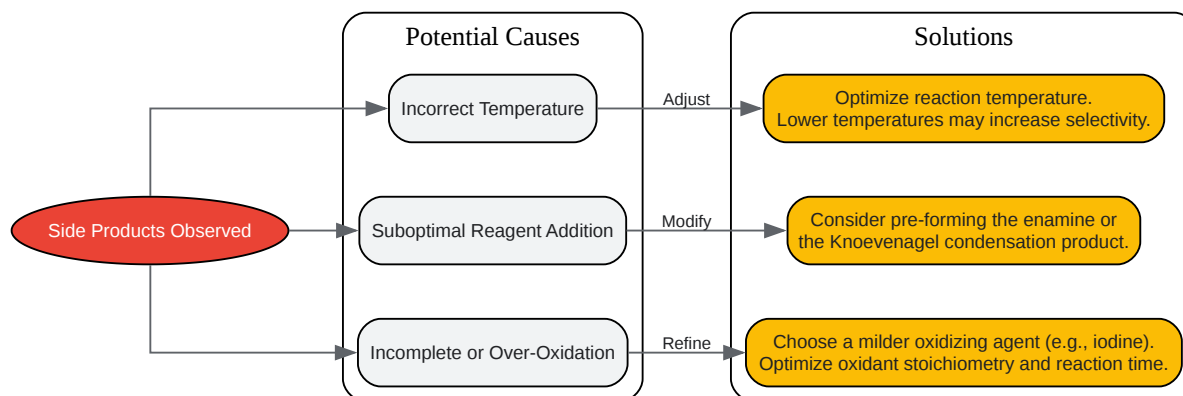 Potential Causes
Solutions
Incorrect Temperature
Adjust
Optimize reaction temperature.
Lower temperatures may increase selectivity.
Side Products Observed
Suboptimal Reagent Addition
Modify
Consider pre-forming the enamine or
the Knoevenagel condensation product.
Incomplete or Over-Oxidation
Refine
Choose a milder oxidizing agent (e.g., iodine).
Optimize oxidant stoichiometry and reaction time.